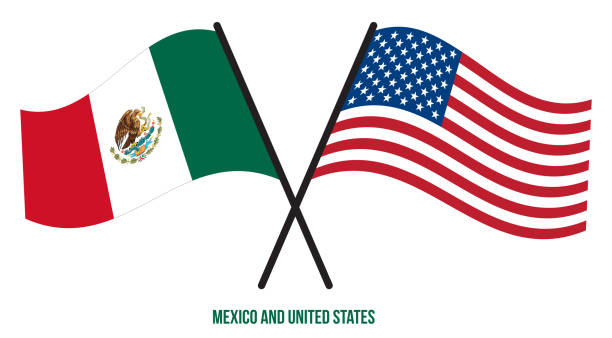 MEXICO AND UNITED STATES